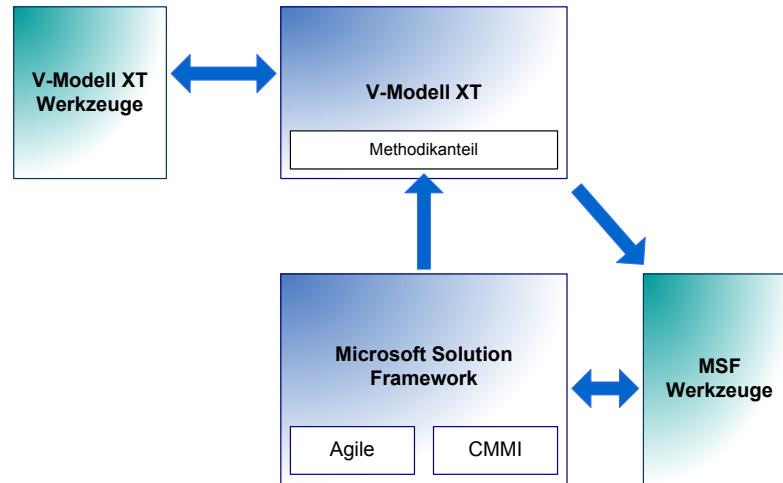 V-Modell XT
Werkzeuge
V-Modell XT
Methodikanteil
Microsoft Solution
Framework
Agile
CMMI
MSF
Werkzeuge